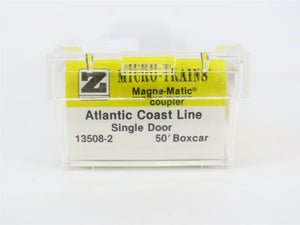 Z MICRO-TRAINS
Magne-Matic®
coupler
Atlantic Coast Line
Single Door
13508-2 50' Boxcar